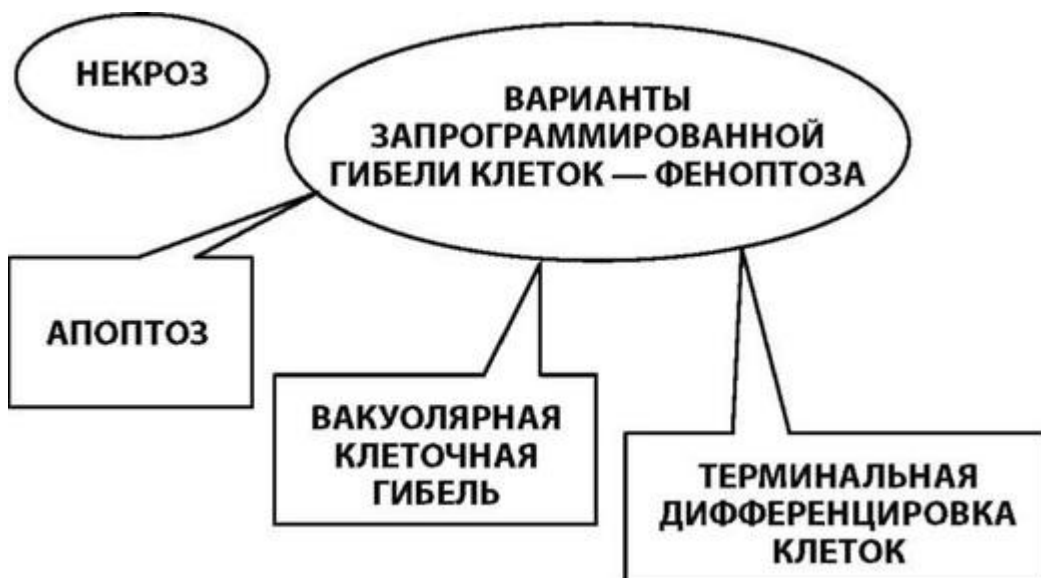 НЕКРОЗ
ВАРИАНТЫ
ЗАПРОГРАММИРОВАННОЙ
ГИБЕЛИ КЛЕТОК — ФЕНОПТОЗА
АПОПТОЗ
ВАКУОЛЯРНАЯ
КЛЕТОЧНАЯ
ГИБЕЛЬ
ТЕРМИНАЛЬНАЯ
ДИФФЕРЕНЦИРОВКА
КЛЕТОК